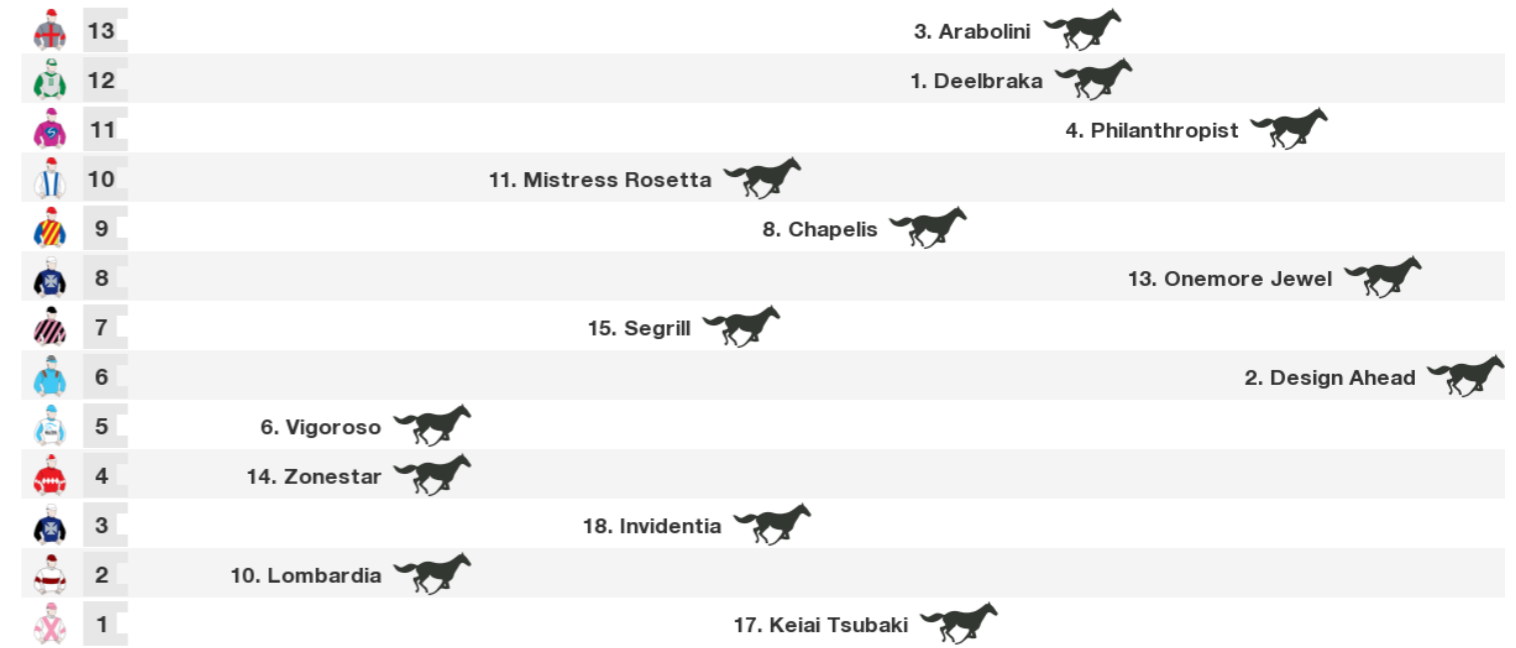 13 3. Arabolini
12 1. Deelbraka
11 4. Philanthropist
10 11. Mistress Rosetta
9 8. Chapelis
8 13. Onemore Jewel
7 15. Segrill
6 2. Design Ahead
5 6. Vigoroso
4 14. Zonestar
3 18. Invidentia
2 10. Lombardia
1 17. Keiai Tsubaki